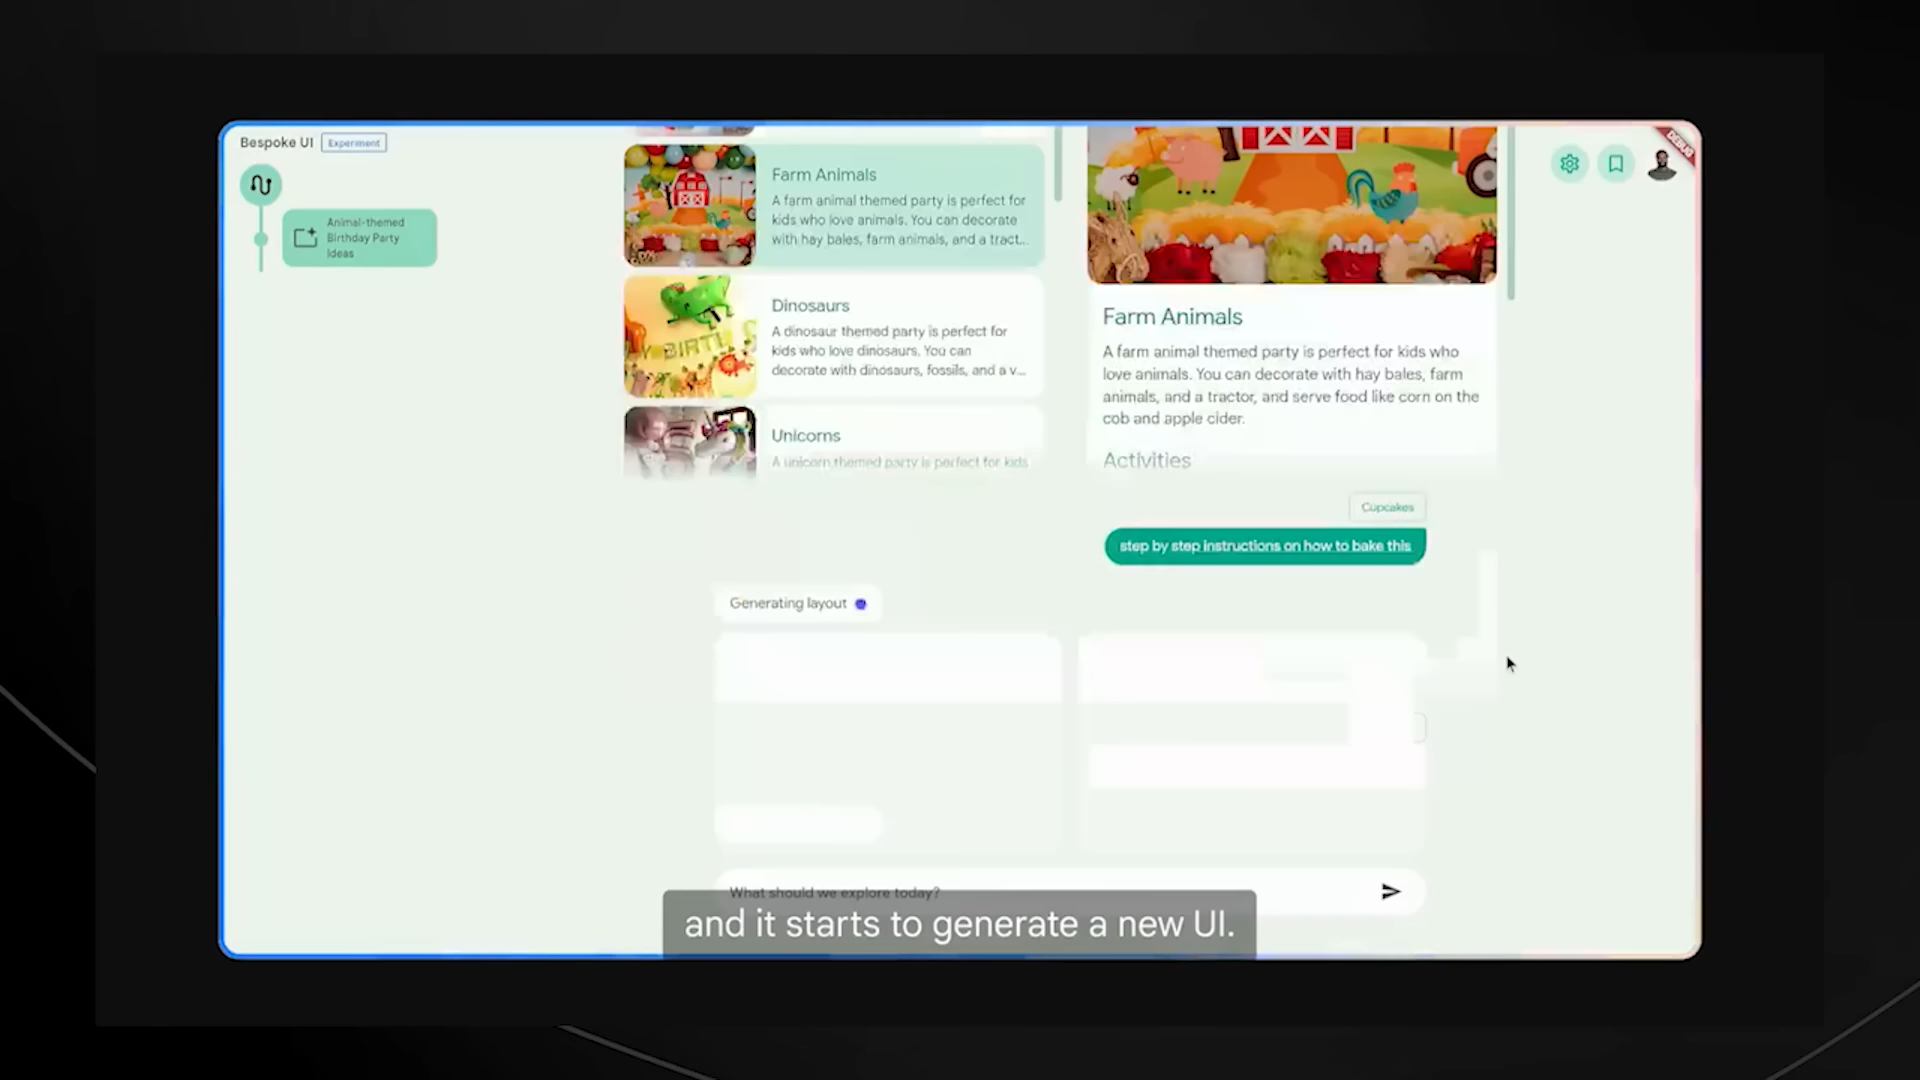 Bespoke UI
Experiment
DEBUG
Animal-themed
Birthday Party
Ideas
Farm Animals
A farm animal themed party is perfect for
kids who love animals. You can decorate
with hay bales, farm animals, and a tract...
Dinosaurs
A dinosaur themed party is perfect for
kids who love dinosaurs. You can
decorate with dinosaurs, fossils, and a v...
Unicorns
A unicorn themed party is perfect for kids
Farm Animals
A farm animal themed party is perfect for kids who
love animals. You can decorate with hay bales, farm
animals, and a tractor, and serve food like corn on the
cob and apple cider.
Activities
Cupcakes
step by step instructions on how to bake this
Generating layout
What should we explore today?
and it starts to generate a new UI.